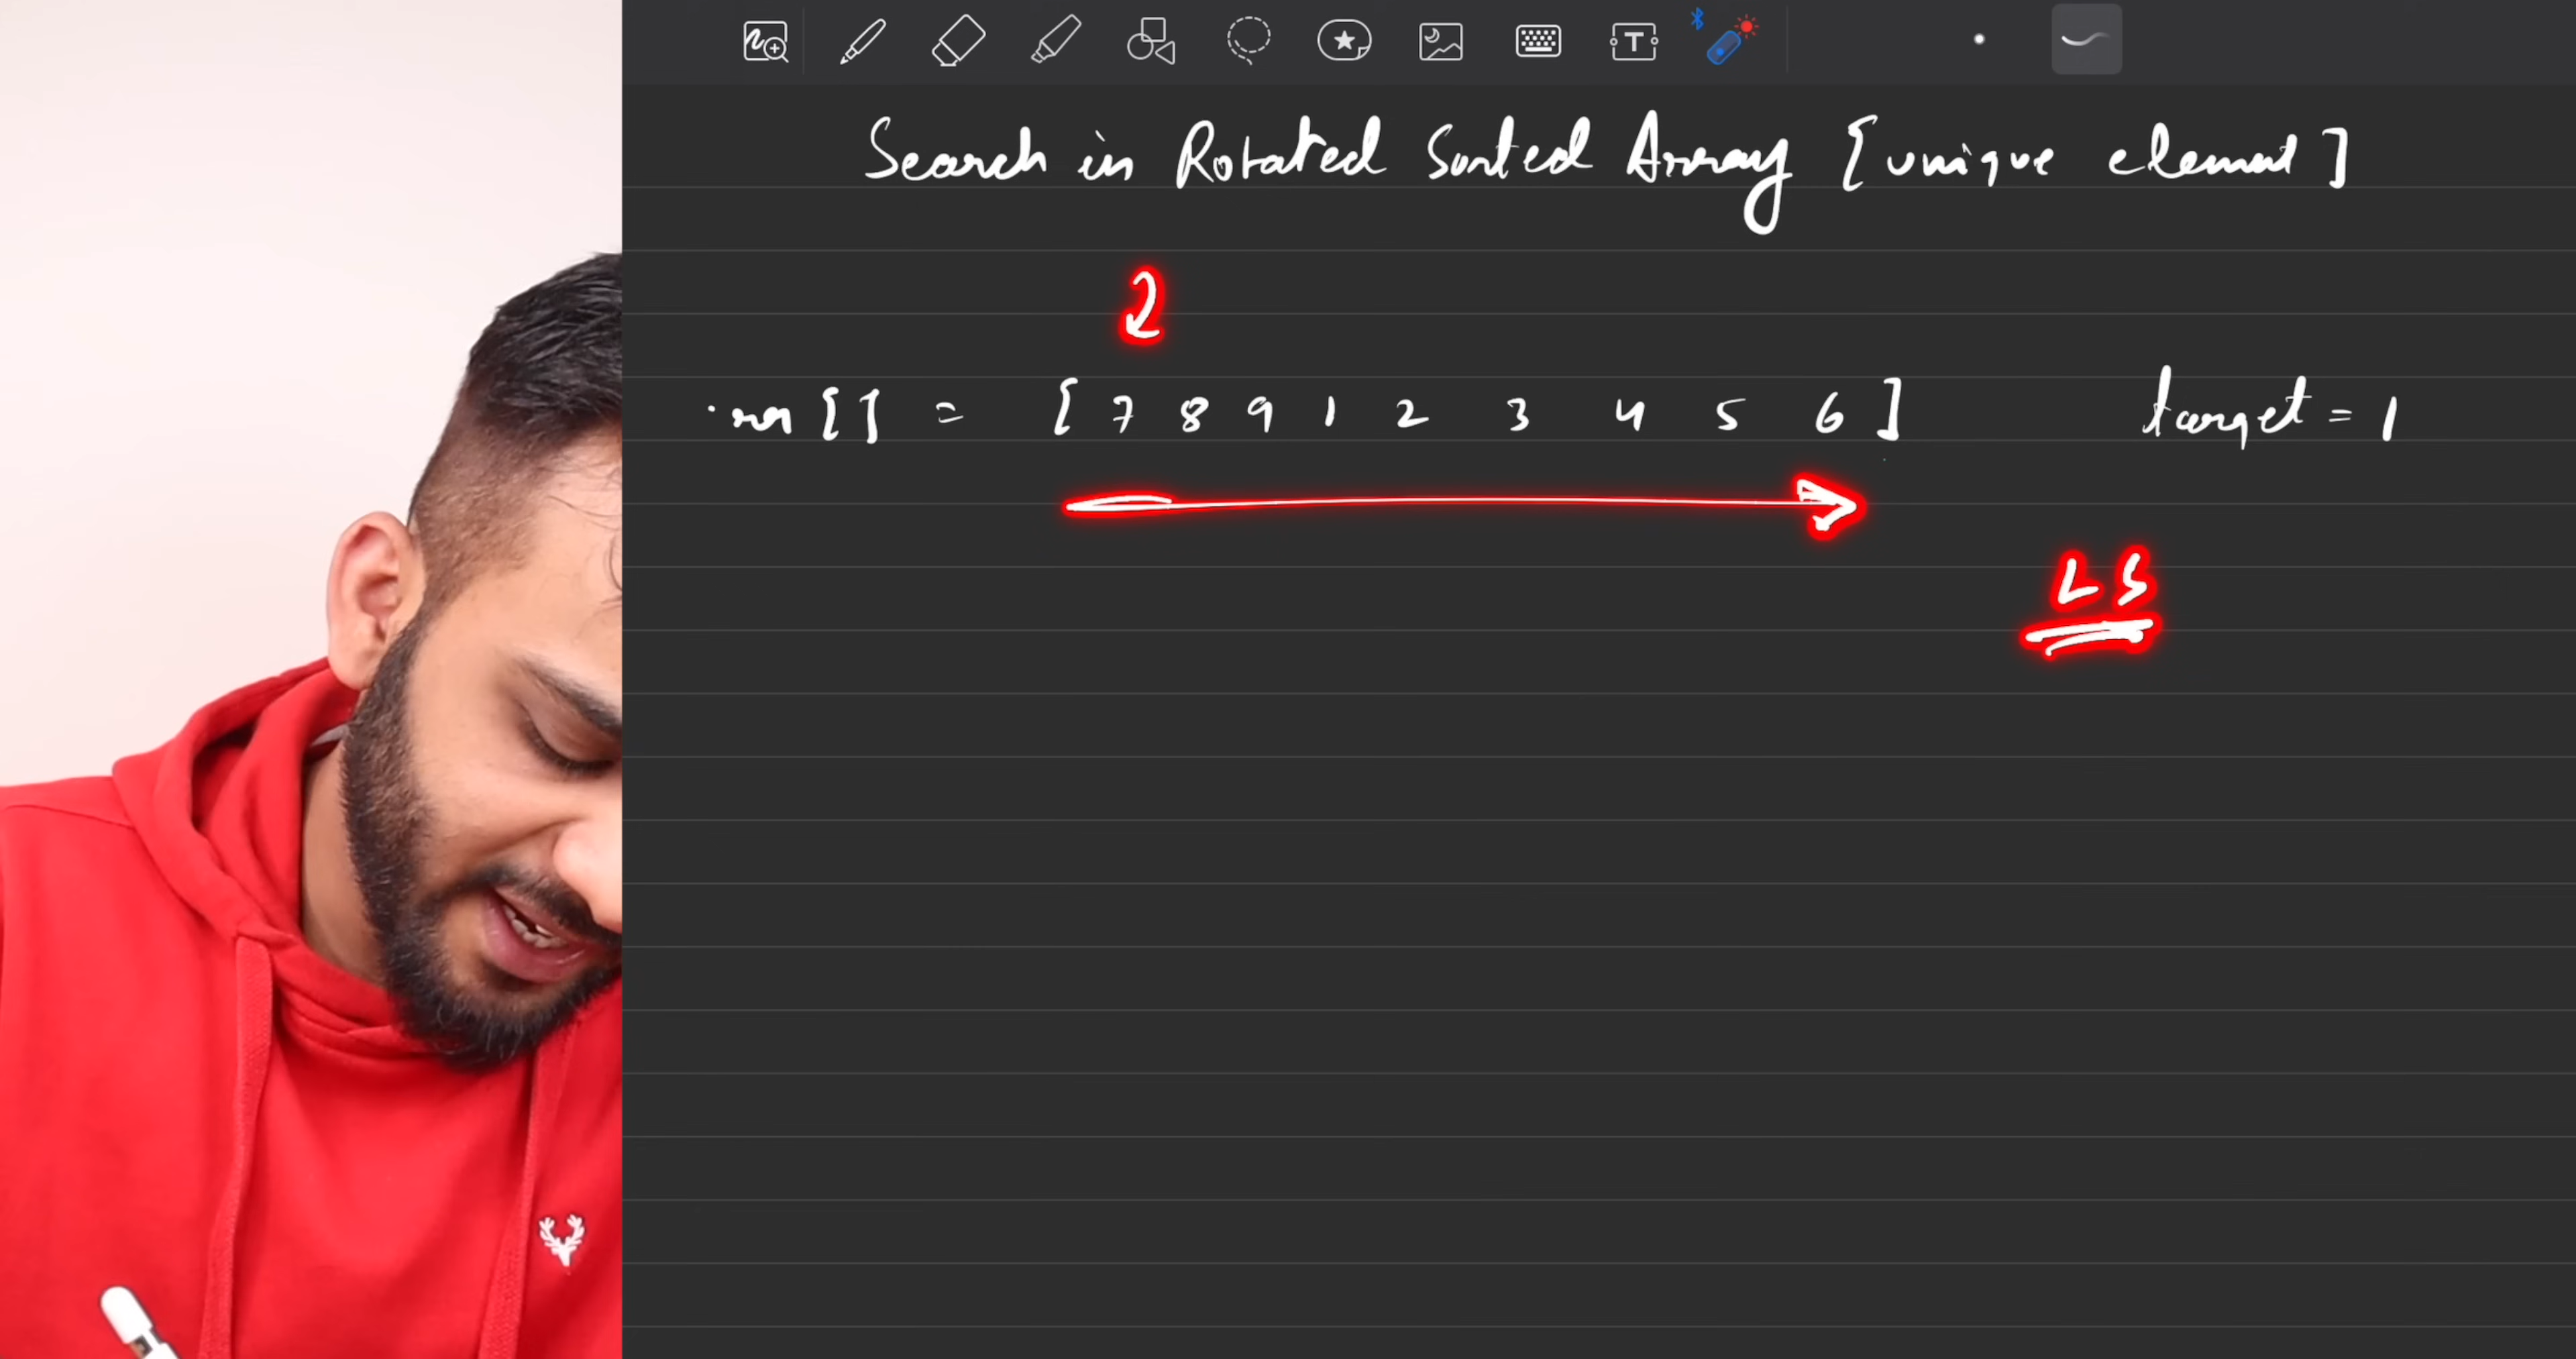 Search in Rotated Sorted Array [unique element]
arr[] = [ 7 8 9 1 2 3 4 5 6 ] target = 1
LS